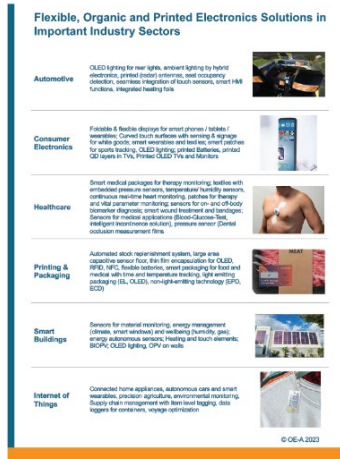 Flexible, Organic and Printed Electronics Solutions in
Important Industry Sectors
Automotive
OLED lighting for rear lights, ambient lighting by hybrid
electronics, printed (radar) antennas, seat occupancy
detection, seamless integration of touch sensors, smart HMI
functions, integrated heating foils
Consumer
Electronics
Foldable & flexible displays for smart phones / tablets /
wearables; Curved touch surfaces with sensing & signage
for white goods; smart wearables and textiles; smart patches
for sports tracking, OLED lighting; printed Batteries, printed
QD layers in TVs, Printed OLED TVs and Monitors
Healthcare
Smart medical packages for therapy monitoring; textiles with
embedded pressure sensors, temperature/ humidity sensors,
continuous real-time heart monitoring, patches for therapy
and vital parameter monitoring; sensors for on- and off-body
biomarker diagnosis; smart wound treatment and bandages;
Sensors for medical applications (Blood-Glucose-Test,
intelligent incontinence solution), pressure sensor (Dental
occlusion measurement films
Printing &
Packaging
Automated stock replenishment system, large area
capacitive sensor floor, thin film encapsulation for OLED,
RFID, NFC, flexible batteries, smart packaging for food and
medical with time and temperature tracking, light emitting
packaging (EL, OLED), non-light-emitting technology (EPD,
ECD)
MEAT
Smart
Buildings
Sensors for material monitoring, energy management
(climate, smart windows) and wellbeing (humidity, gas);
energy autonomous sensors; Heating and touch elements;
BIOPV; OLED lighting, OPV on walls
Internet of
Things
Connected home appliances, autonomous cars and smart
wearables, precision agriculture, environmental monitoring,
Supply chain management with item level tagging, data
loggers for containers, voyage optimization
© OE-A 2023